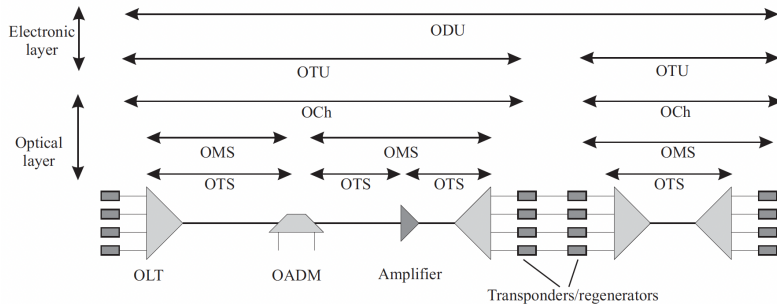 Electronic
layer
ODU
OTU
OTU
OCh
OCh
Optical
layer
OMS
OMS
OMS
OTS
OTS
OTS
OTS
OLT
OADM
Amplifier
Transponders/regenerators